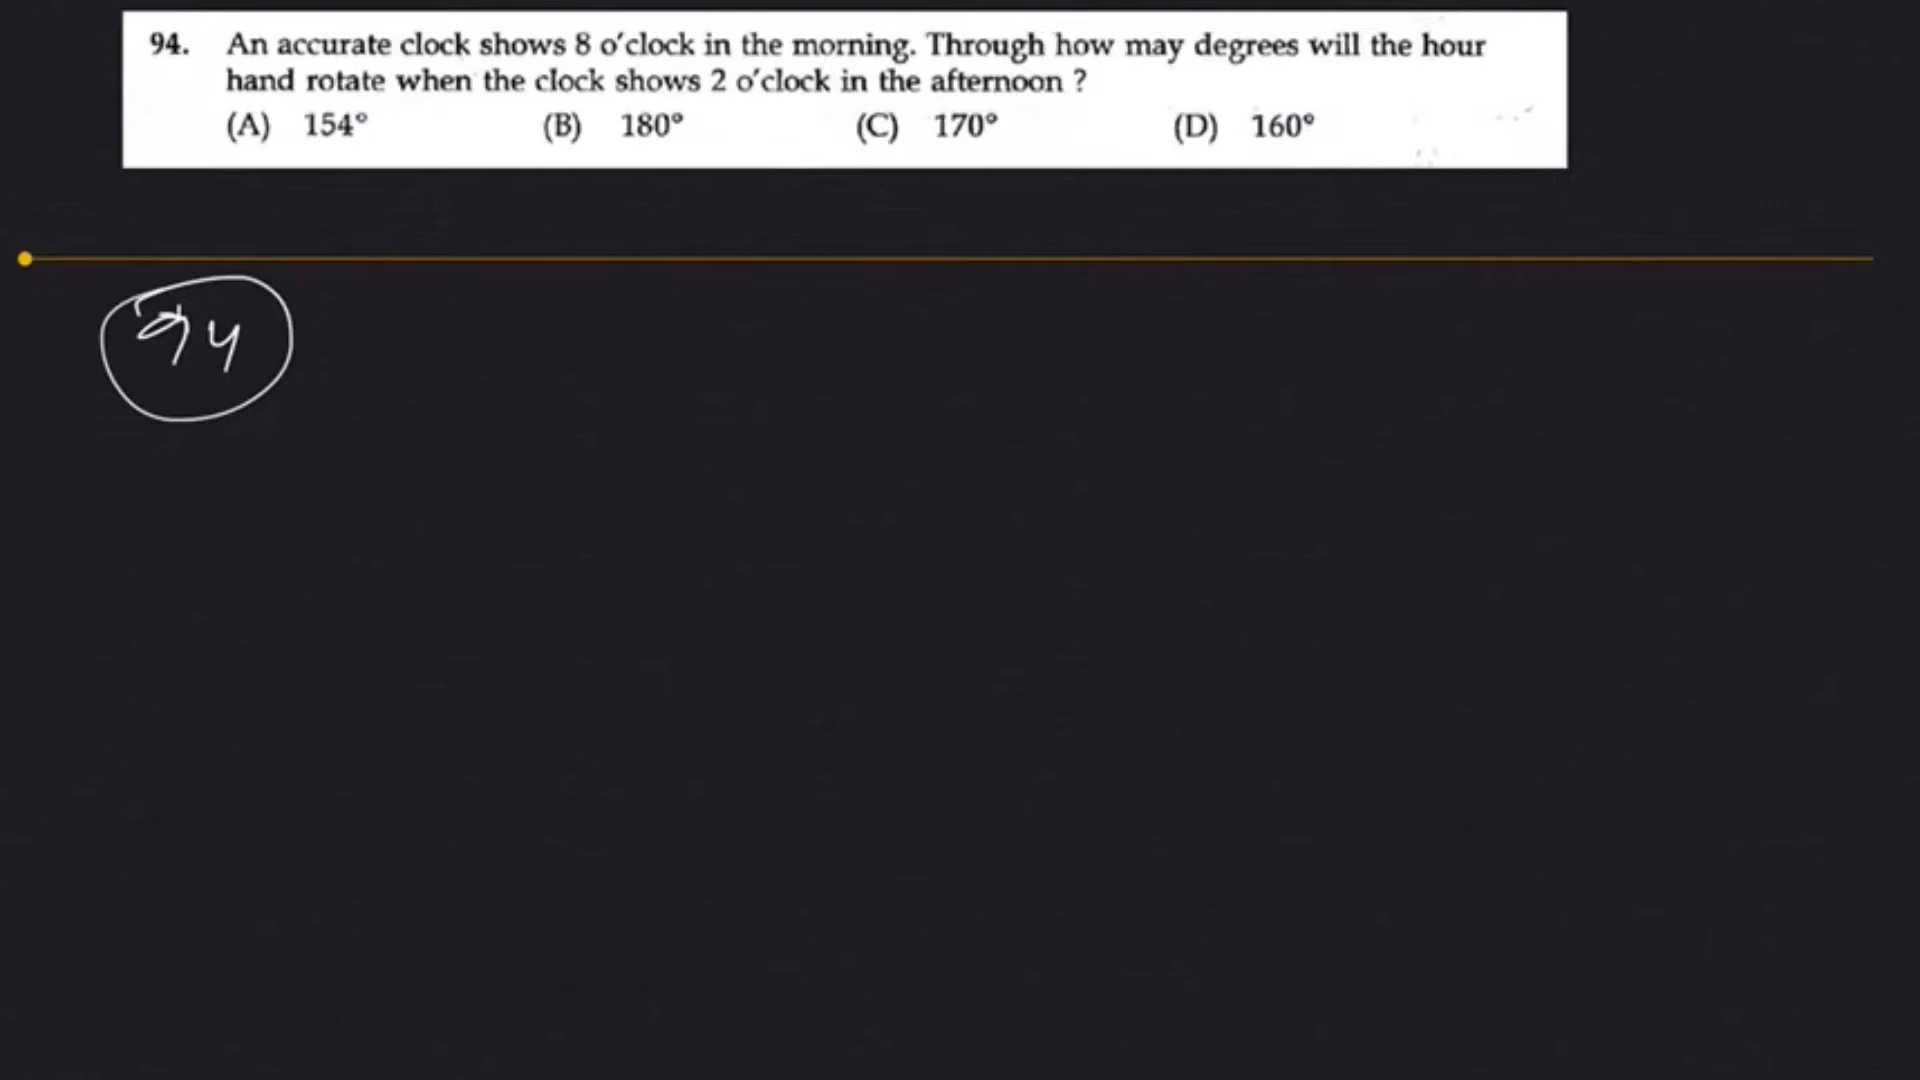 94. An accurate clock shows 8 o'clock in the morning. Through how may degrees will the hour
hand rotate when the clock shows 2 o'clock in the afternoon ?
(A) 154° (B) 180° (C) 170° (D) 160°
94